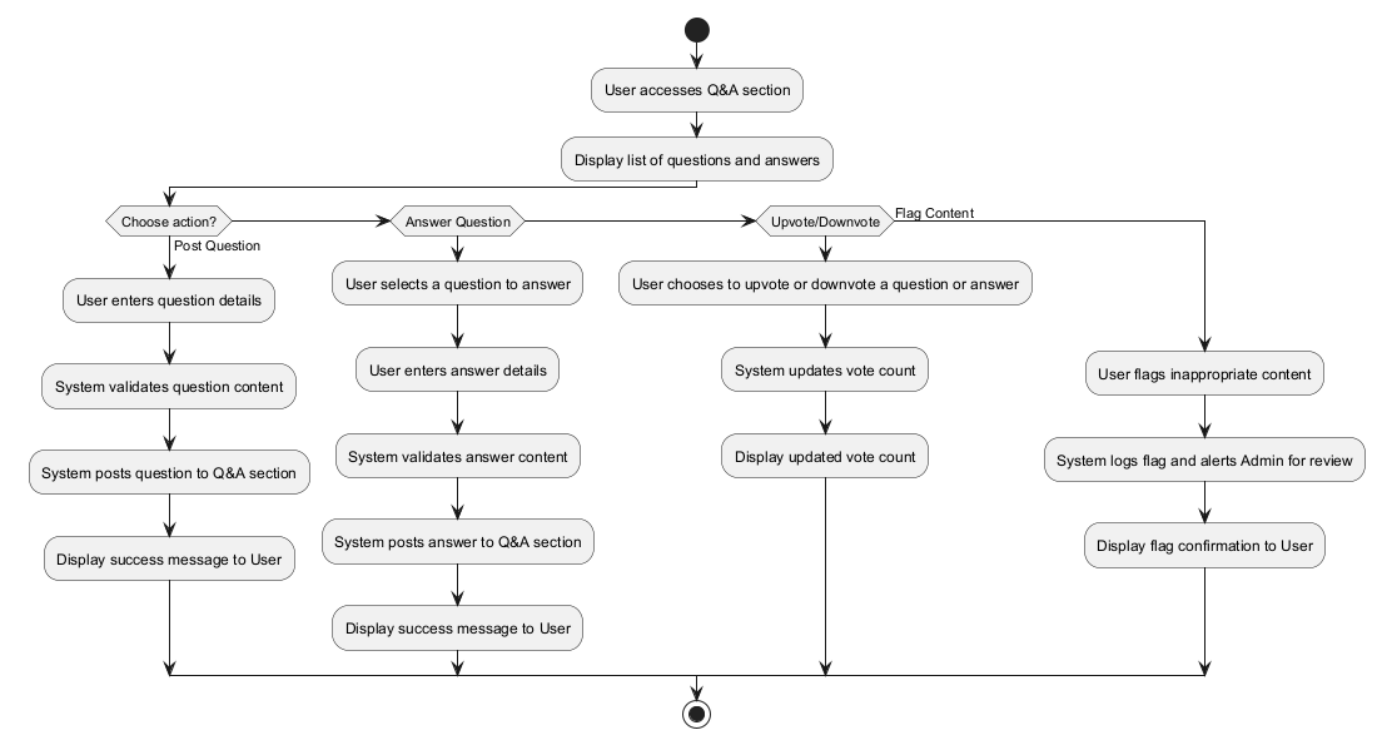 User accesses Q&A section
Display list of questions and answers
Choose action?
Answer Question
Upvote/Downvote
Flag Content
Post Question
User enters question details
System validates question content
System posts question to Q&A section
Display success message to User
User selects a question to answer
User enters answer details
System validates answer content
System posts answer to Q&A section
Display success message to User
User chooses to upvote or downvote a question or answer
System updates vote count
Display updated vote count
User flags inappropriate content
System logs flag and alerts Admin for review
Display flag confirmation to User